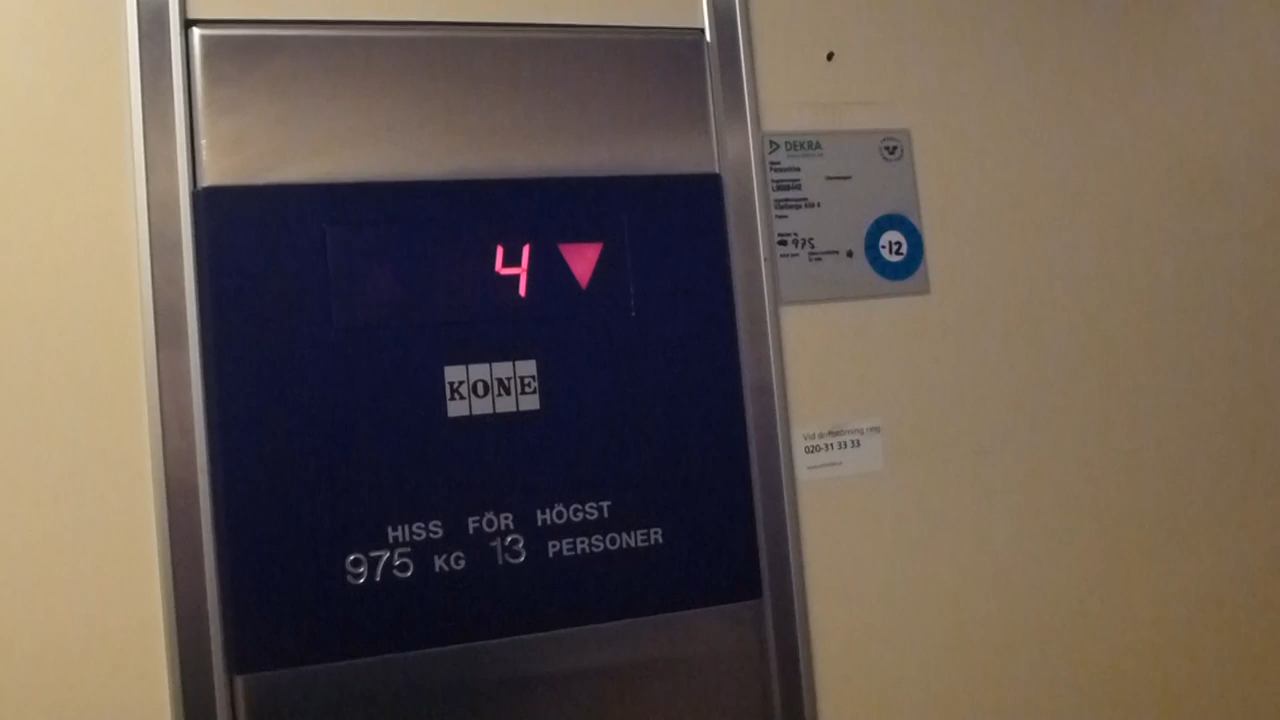 4
KONE
HISS FÖR HÖGST
975 KG 13 PERSONER
DEKRA
975
-12
Vid driftstörning ring
020-31 33 33